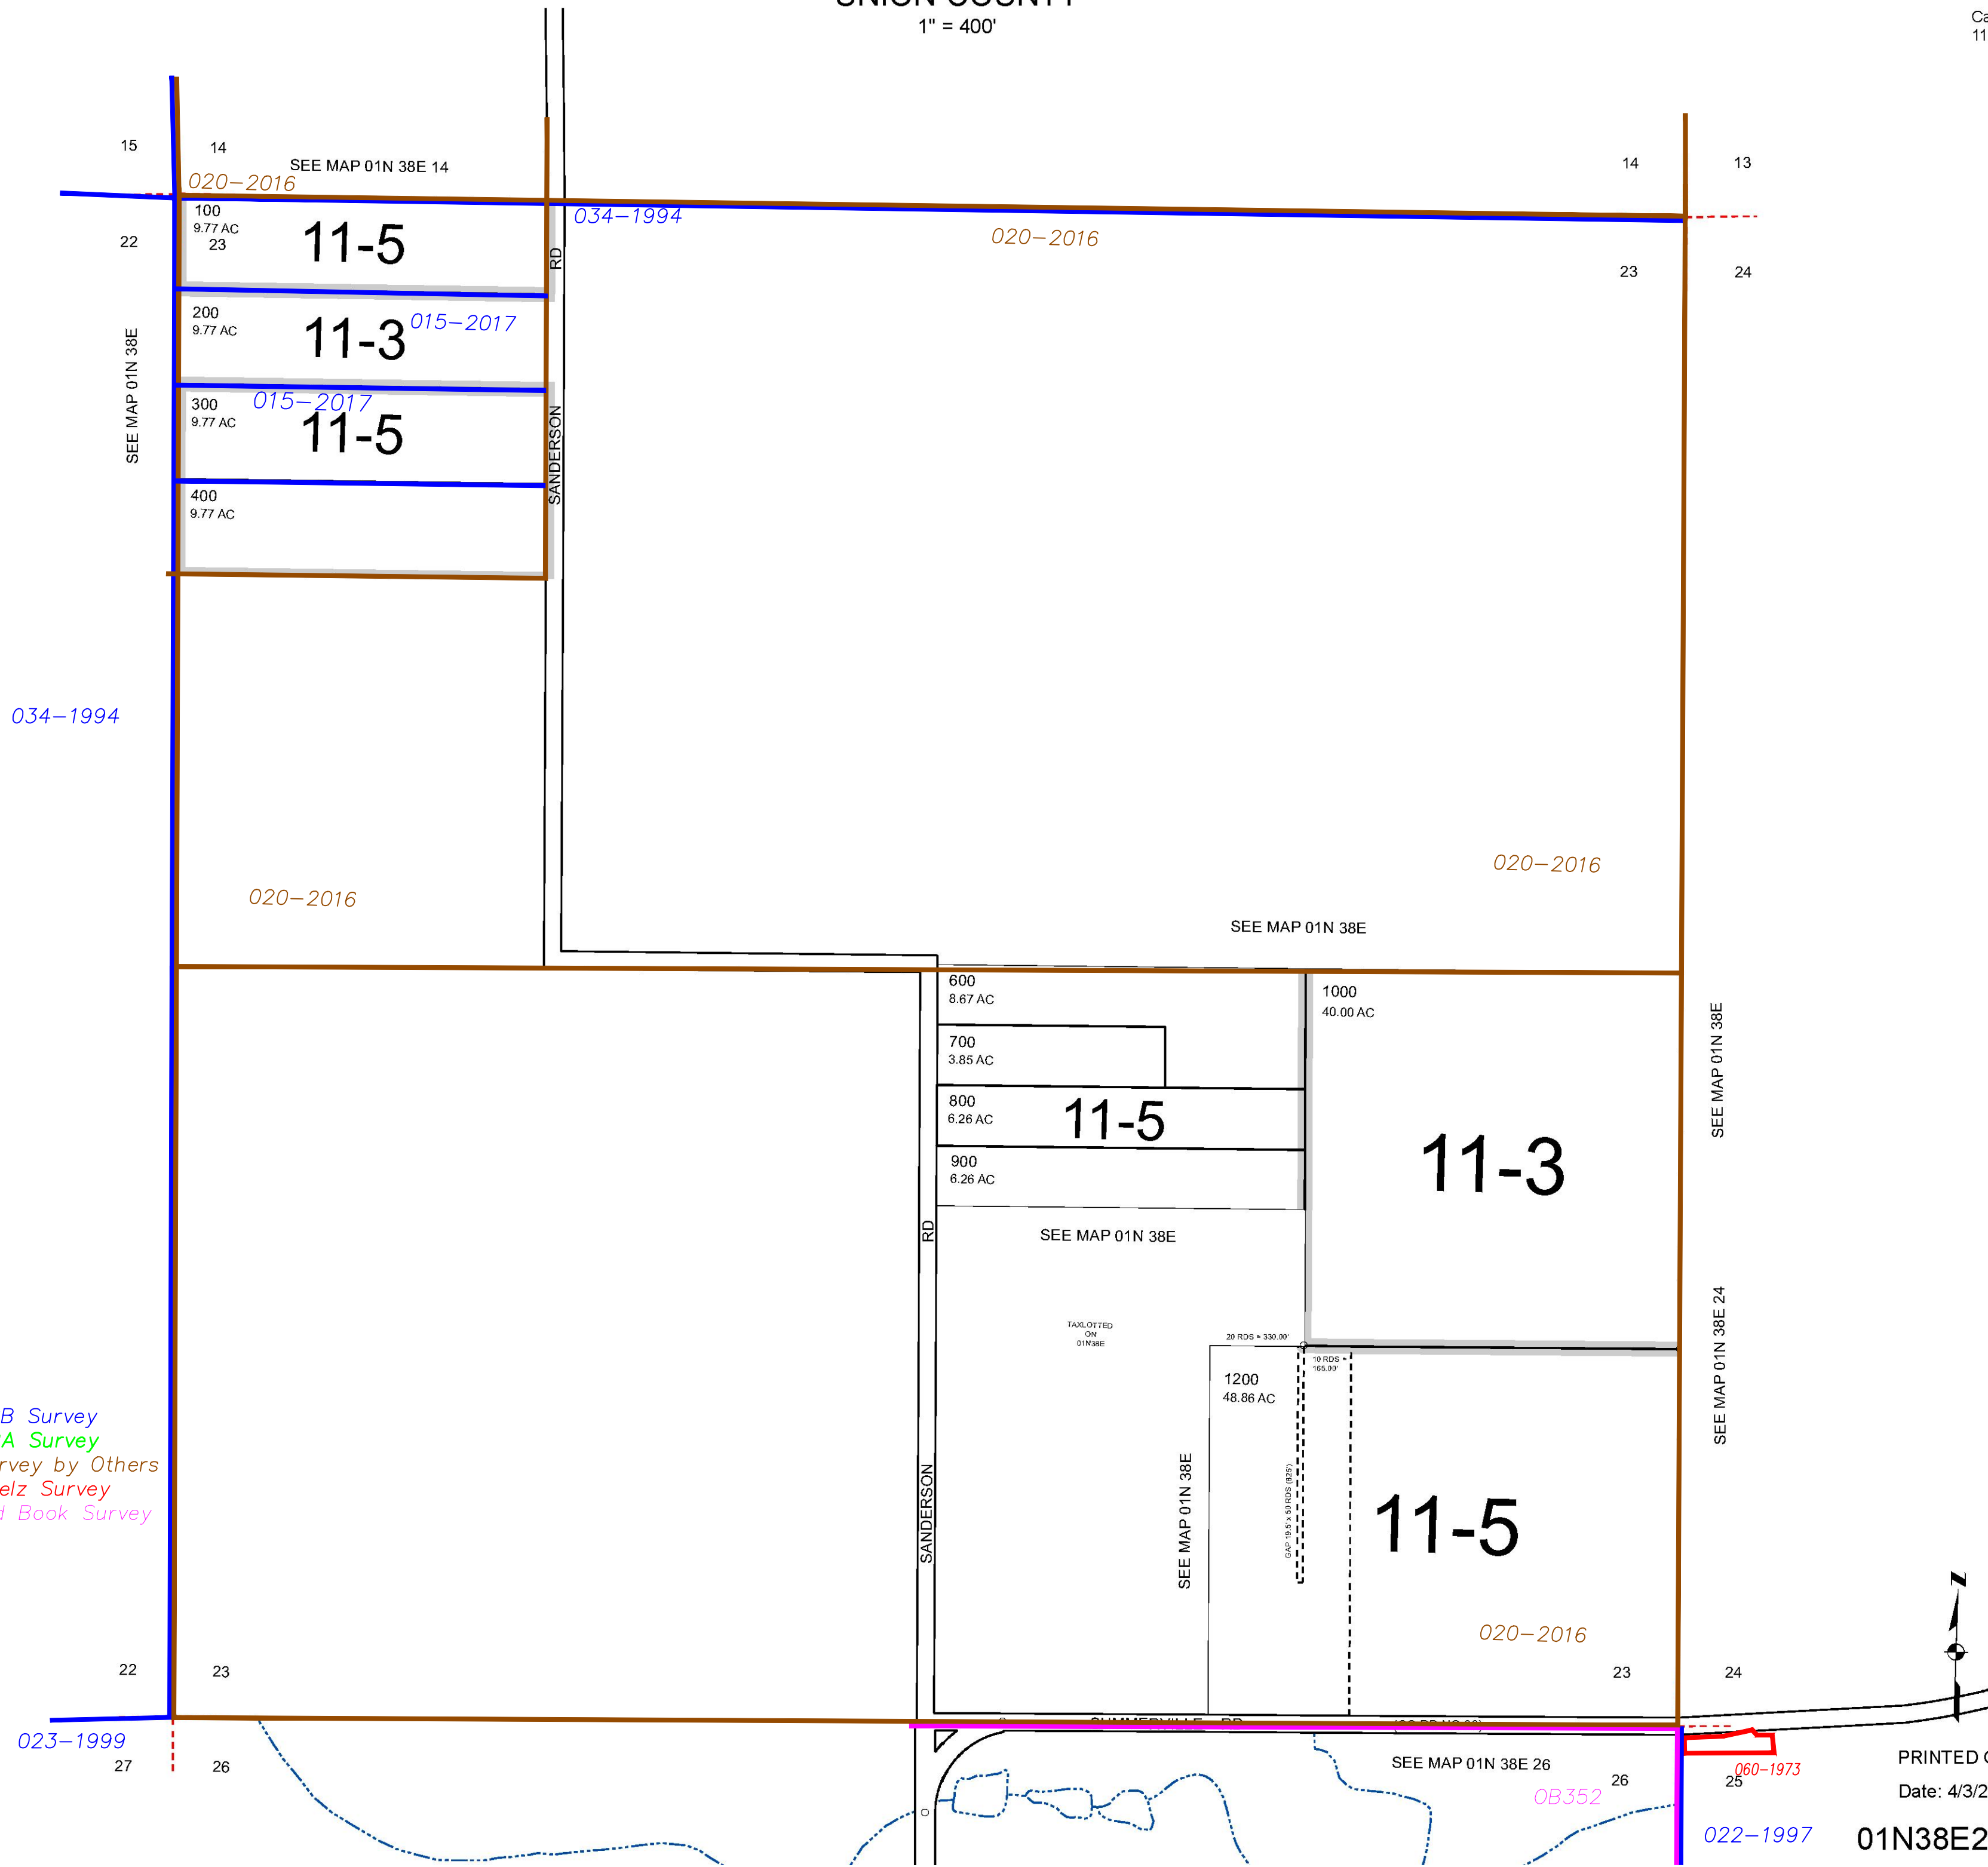 1" = 400'
15
14
SEE MAP 01N 38E 14
14
13
020-2016
034-1994
020-2016
100
9.77 AC
23
11-5
22
23
24
RD
200
9.77 AC
11-3
015-2017
SEE MAP 01N 38E
300
9.77 AC
015-2017
11-5
SANDERSON
400
9.77 AC
034-1994
020-2016
020-2016
SEE MAP 01N 38E
600
8.67 AC
1000
40.00 AC
700
3.85 AC
SEE MAP 01N 38E
800
6.26 AC
11-5
11-3
900
6.26 AC
RD
SEE MAP 01N 38E
TAXLOTTED
ON
01N38E
20 RDS = 330.00'
10 RDS =
165.00'
1200
48.86 AC
SEE MAP 01N 38E 24
B Survey
A Survey
rvey by Others
elz Survey
d Book Survey
SANDERSON
SEE MAP 01N 38E
GAP 19.5' x 50 RDS (825')
11-5
020-2016
22
23
23
24
023-1999
27
26
SEE MAP 01N 38E 26
26
25
060-1973
0B352
022-1997
PRINTED
Date: 4/3/2
01N38E2